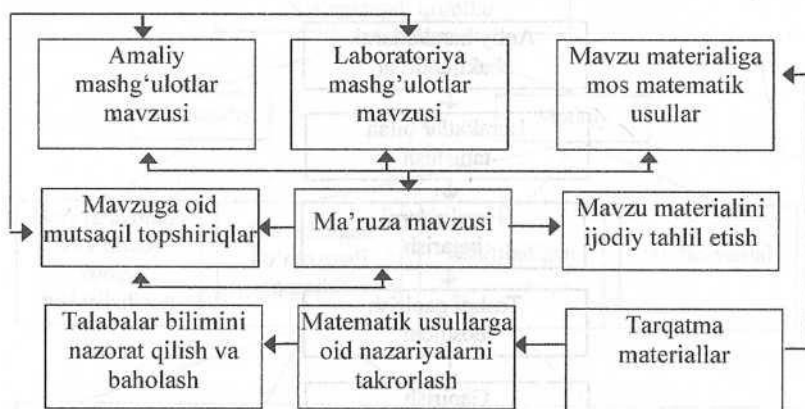 Amaliy
mashg‘ulotlar
mavzusi
Laboratoriya
mashg'ulotlar
mavzusi
Mavzu materialiga
mos matematik
usullar
Mavzuga oid
mutsaqil topshiriqlar
Ma’ruza mavzusi
Mavzu materialini
ijodiy tahlil etish
Talabalar bilimini
nazorat qilish va
baholash
Matematik usullarga
oid nazariyalarni
takrorlash
Tarqatma
materiallar